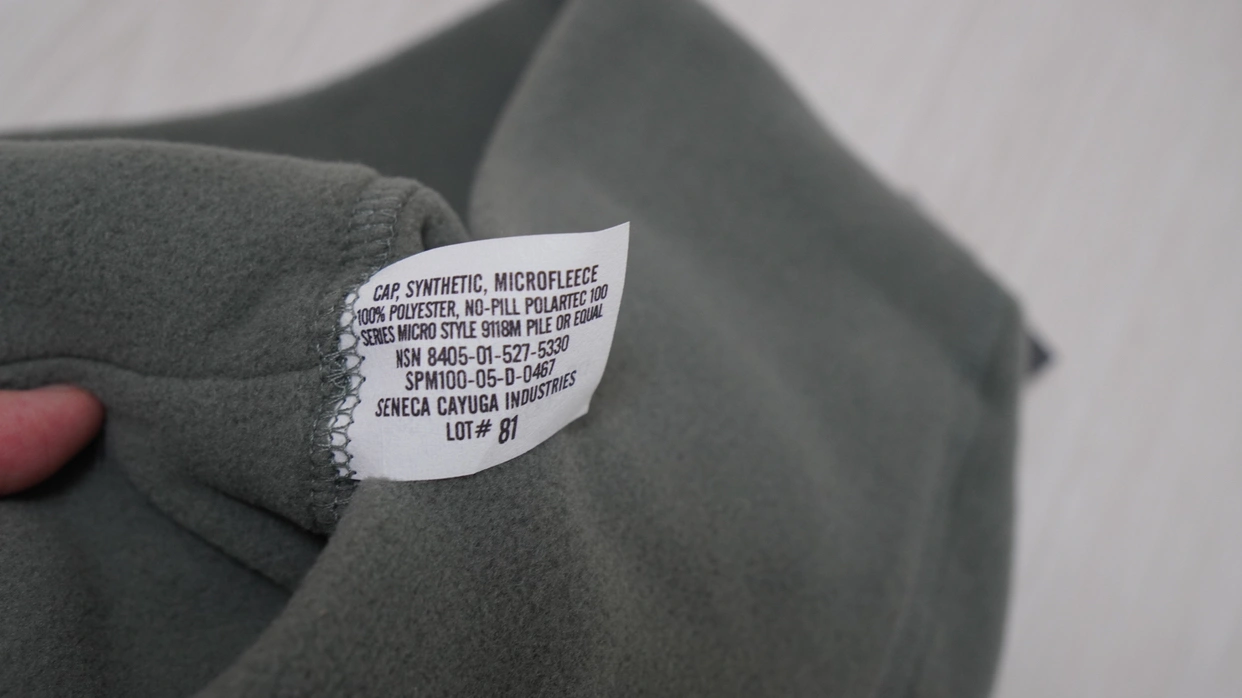 CAP, SYNTHETIC, MICROFLEECE
100% POLYESTER, NO-PILL POLARTEC 100
SERIES MICRO STYLE 9118M PILE OR EQUAL
NSN 8405-01-527-5330
SPM100-05-D-0467
SENECA CAYUGA INDUSTRIES
LOT# 81